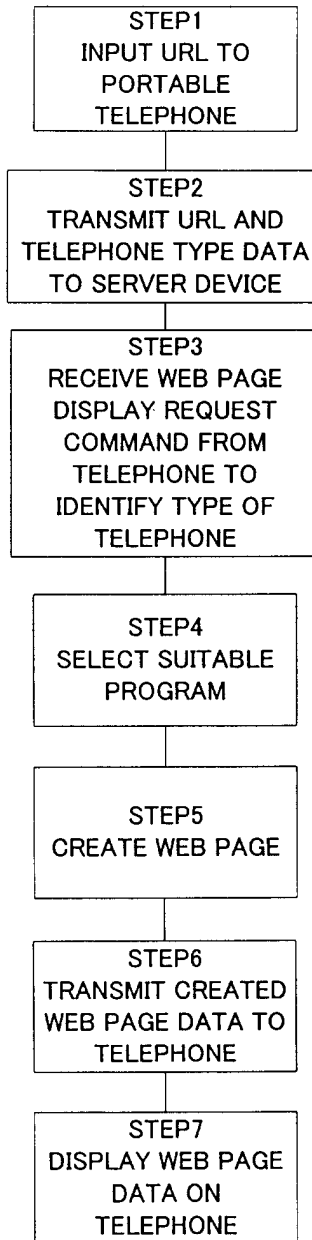 STEP1
INPUT URL TO
PORTABLE
TELEPHONE
STEP2
TRANSMIT URL AND
TELEPHONE TYPE DATA
TO SERVER DEVICE
STEP3
RECEIVE WEB PAGE
DISPLAY REQUEST
COMMAND FROM
TELEPHONE TO
IDENTIFY TYPE OF
TELEPHONE
STEP4
SELECT SUITABLE
PROGRAM
STEP5
CREATE WEB PAGE
STEP6
TRANSMIT CREATED
WEB PAGE DATA TO
TELEPHONE
STEP7
DISPLAY WEB PAGE
DATA ON
TELEPHONE